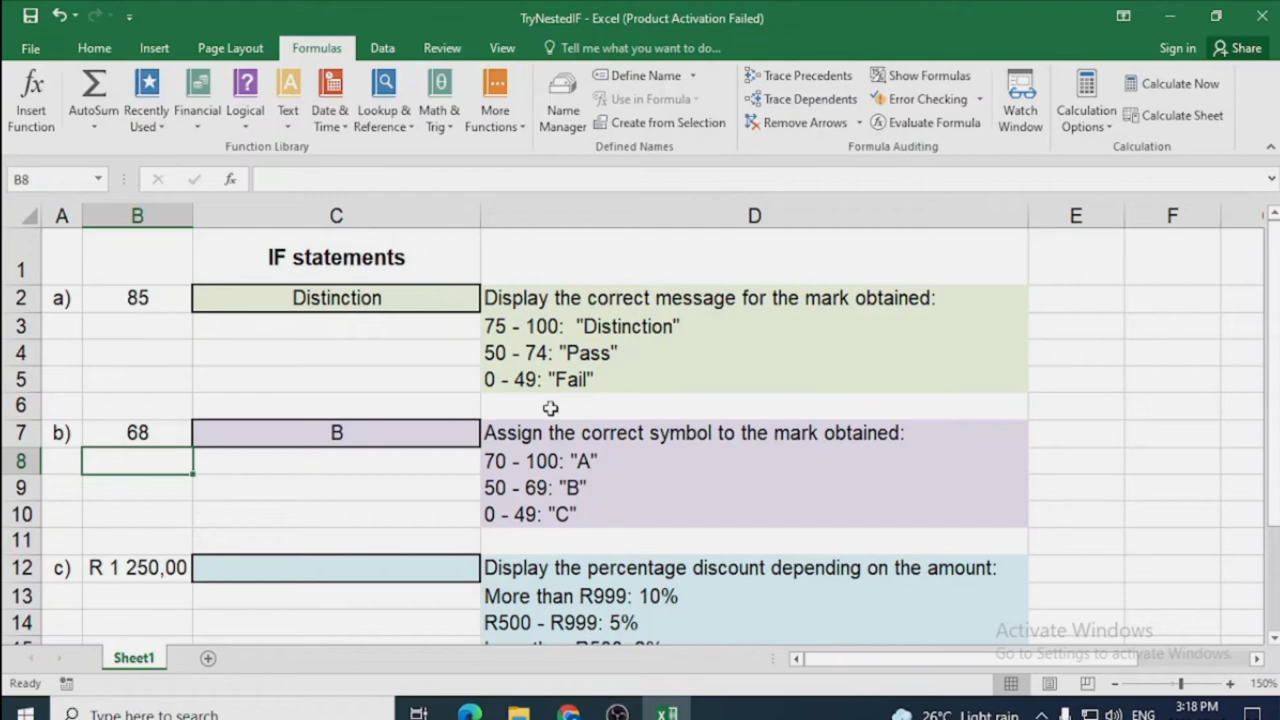 TryNestedIF - Excel (Product Activation Failed)
File Home Insert Page Layout Formulas Data Review View Tell me what you want to do... Sign in Share
Insert Function
AutoSum
Recently Used
Financial
Logical
Text
Date & Time
Lookup & Reference
Math & Trig
More Functions
Function Library
Name Manager
Define Name
Use in Formula
Create from Selection
Defined Names
Trace Precedents
Trace Dependents
Remove Arrows
Show Formulas
Error Checking
Evaluate Formula
Formula Auditing
Watch Window
Calculation Options
Calculate Now
Calculate Sheet
Calculation
B8 fx
A B C D E F
1 IF statements
2 a) 85 Distinction Display the correct message for the mark obtained:
3 75 - 100: "Distinction"
4 50 - 74: "Pass"
5 0 - 49: "Fail"
6
7 b) 68 B Assign the correct symbol to the mark obtained:
8 70 - 100: "A"
9 50 - 69: "B"
10 0 - 49: "C"
11
12 c) R 1 250,00 Display the percentage discount depending on the amount:
13 More than R999: 10%
14 R500 - R999: 5%
Activate Windows
Go to Settings to activate Windows.
Sheet1
Ready
150%
Type here to search
26°C Light rain
ENG
3:18 PM